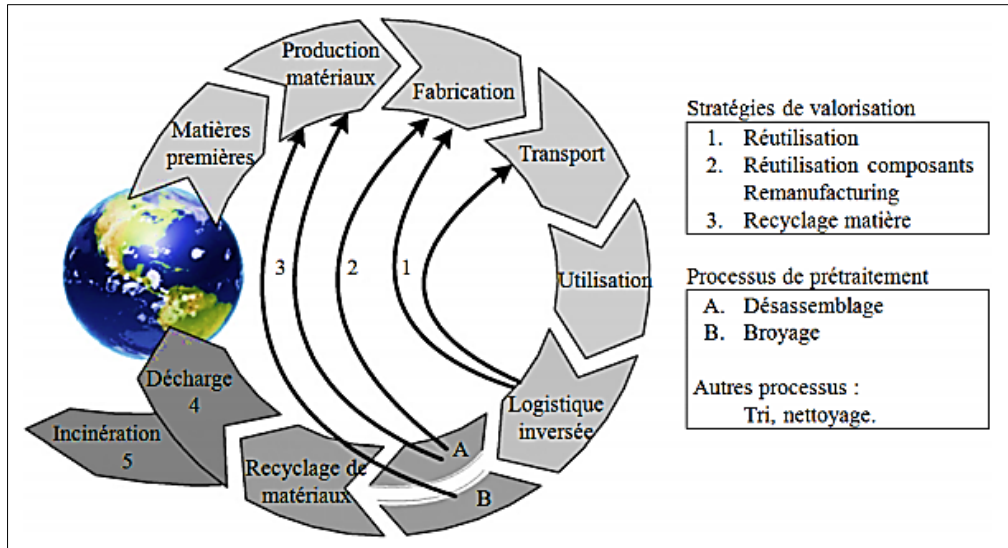 Production
matériaux
Fabrication
Matières
premières
Transport
Utilisation
Logistique
inversée
3
2
1
A
B
Recyclage de
matériaux
Décharge
4
Incinération
5
Stratégies de valorisation
1. Réutilisation
2. Réutilisation composants
Remanufacturing
3. Recyclage matière
Processus de prétraitement
A. Désassemblage
B. Broyage
Autres processus :
Tri, nettoyage.